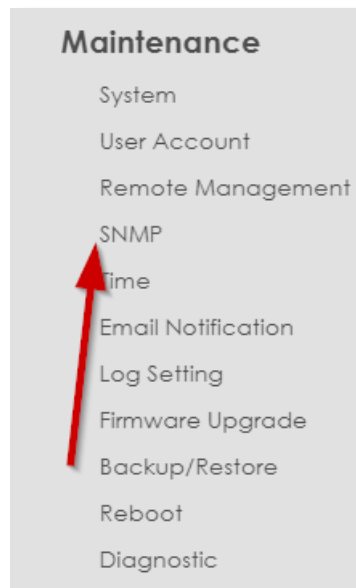 Maintenance
System
User Account
Remote Management
SNMP
Time
Email Notification
Log Setting
Firmware Upgrade
Backup/Restore
Reboot
Diagnostic